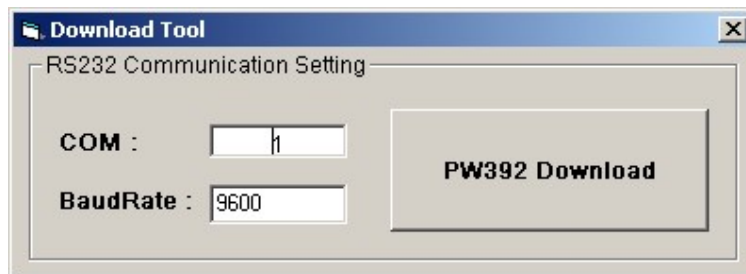 Download Tool
RS232 Communication Setting
COM : 1
BaudRate : 9600
PW392 Download